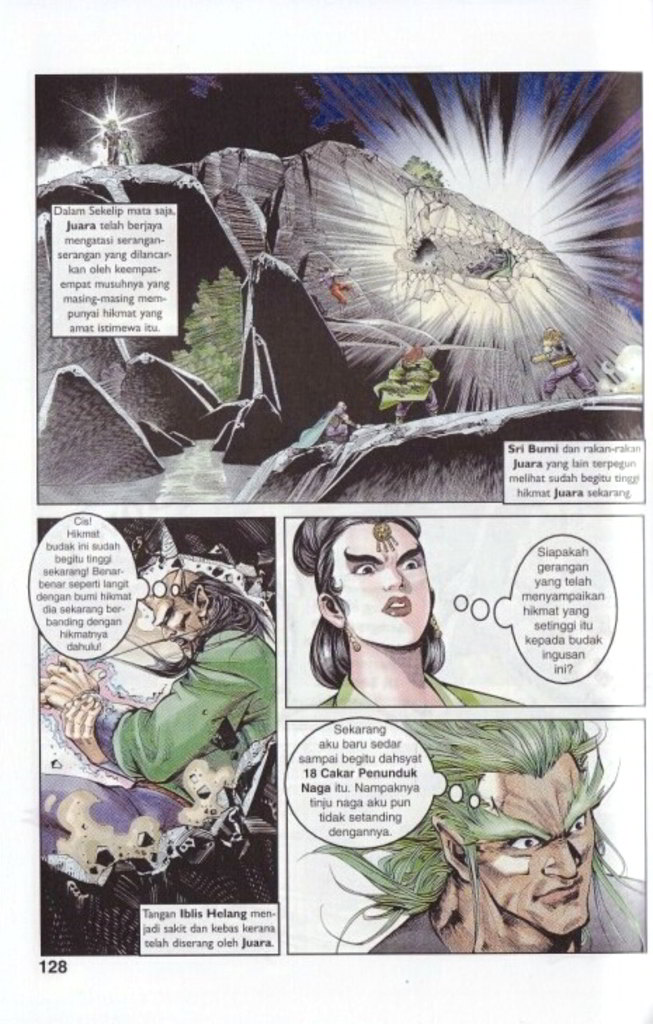 Dalam Sekelip mata saja,
Juara telah berjaya
mengatasi serangan-
serangan yang dilancar-
kan oleh keempat-
empat musuhnya yang
masing-masing mem-
punyai hikmat yang
amat istimewa itu.
Sri Bumi dan rakan-rakan
Juara yang lain terpegun
melihat sudah begitu tinggi
hikmat Juara sekarang.
Cis!
Hikmat
budak ini sudah
begitu tinggi
sekarang! Benar-
benar seperti langit
dengan bumi hikmat
dia sekarang ber-
banding dengan
hikmatnya
dahulu!
Tangan Iblis Helang men-
jadi sakit dan kebas kerana
telah diserang oleh Juara.
Siapakah
gerangan
yang telah
menyampaikan
hikmat yang
setinggi itu
kepada budak
ingusan
ini?
Sekarang
aku baru sedar
sampai begitu dahsyat
18 Cakar Penunduk
Naga itu. Nampaknya
tinju naga aku pun
tidak setanding
dengannya.
128